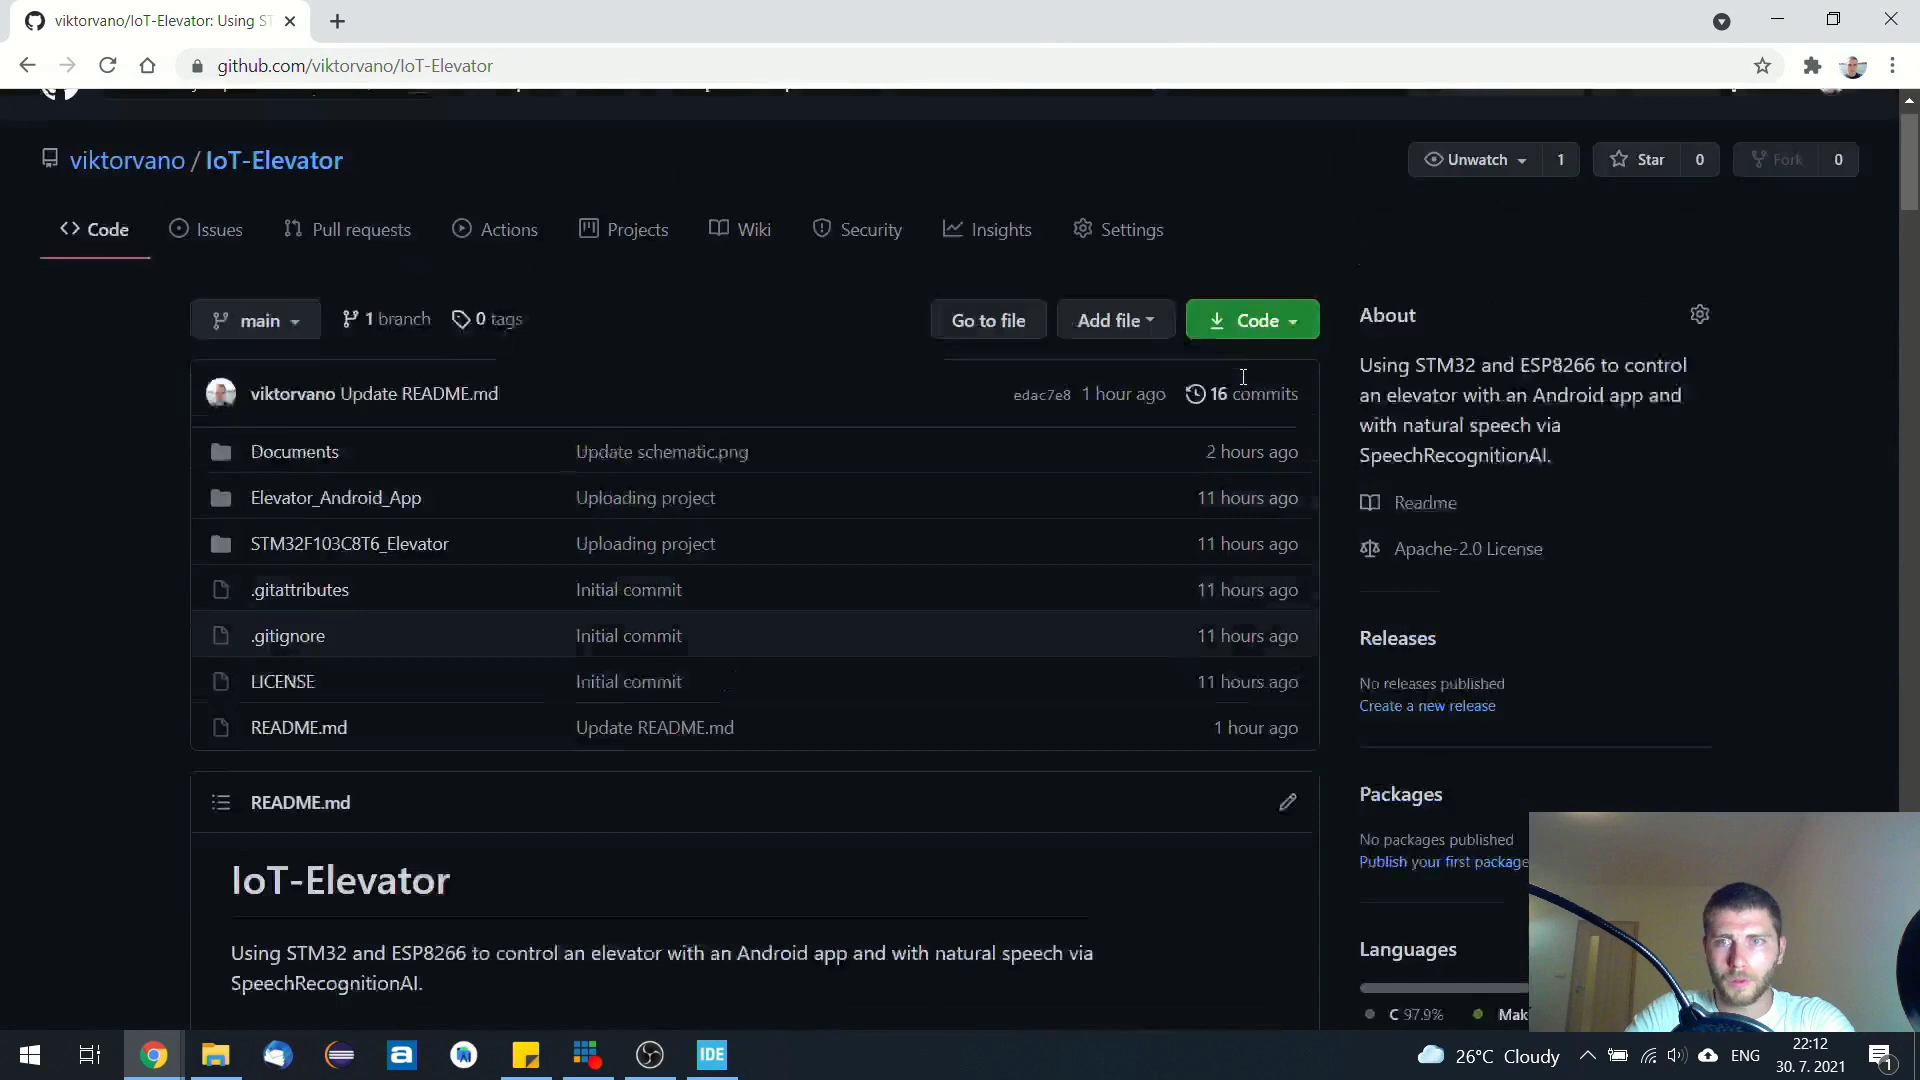 viktorvano/IoT-Elevator: Using ST
github.com/viktorvano/IoT-Elevator
viktorvano / IoT-Elevator
Unwatch 1
Star 0
Fork 0
Code
Issues
Pull requests
Actions
Projects
Wiki
Security
Insights
Settings
main
1 branch
0 tags
Go to file
Add file
Code
viktorvano Update README.md
edac7e8 1 hour ago
16 commits
Documents Update schematic.png 2 hours ago
Elevator_Android_App Uploading project 11 hours ago
STM32F103C8T6_Elevator Uploading project 11 hours ago
.gitattributes Initial commit 11 hours ago
.gitignore Initial commit 11 hours ago
LICENSE Initial commit 11 hours ago
README.md Update README.md 1 hour ago
README.md
IoT-Elevator
Using STM32 and ESP8266 to control an elevator with an Android app and with natural speech via
SpeechRecognitionAI.
About
Using STM32 and ESP8266 to control
an elevator with an Android app and
with natural speech via
SpeechRecognitionAI.
Readme
Apache-2.0 License
Releases
No releases published
Create a new release
Packages
No packages published
Publish your first package
Languages
C 97.9%
Mak
IDE
26°C Cloudy
ENG
22:12
30. 7. 2021
1